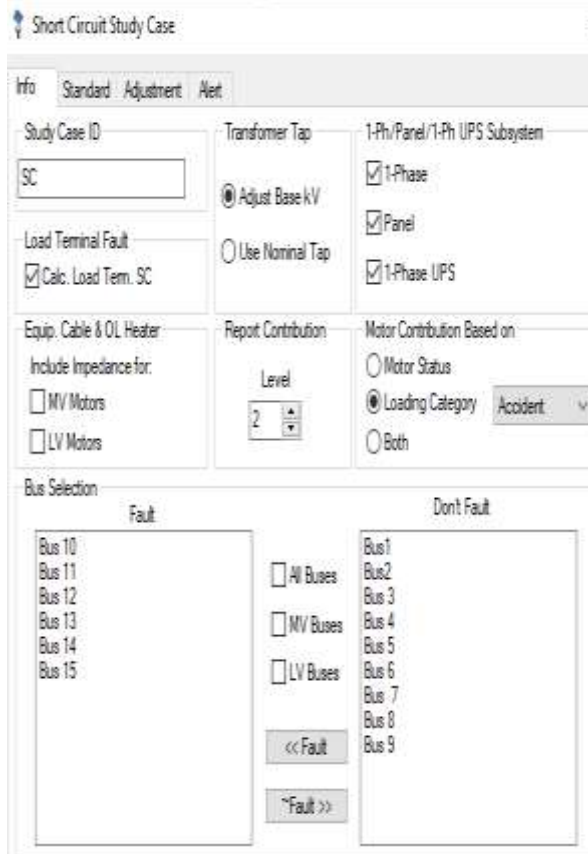 Short Circuit Study Case
Info Standard Adjustment Alert
Study Case ID
SC
Load Terminal Fault
Calc. Load Term. SC
Transformer Tap
Adjust Base kV
Use Nominal Tap
1-Ph/Panel/1-Ph UPS Subsystem
1-Phase
Panel
1-Phase UPS
Equip. Cable & OL Heater
Include Impedance for:
MV Motors
LV Motors
Report Contribution
Level
2
Motor Contribution Based on
Motor Status
Loading Category
Accident
Both
Bus Selection
Fault
Bus 10
Bus 11
Bus 12
Bus 13
Bus 14
Bus 15
All Buses
MV Buses
LV Buses
<< Fault
~Fault >>
Don't Fault
Bus1
Bus2
Bus 3
Bus 4
Bus 5
Bus 6
Bus 7
Bus 8
Bus 9